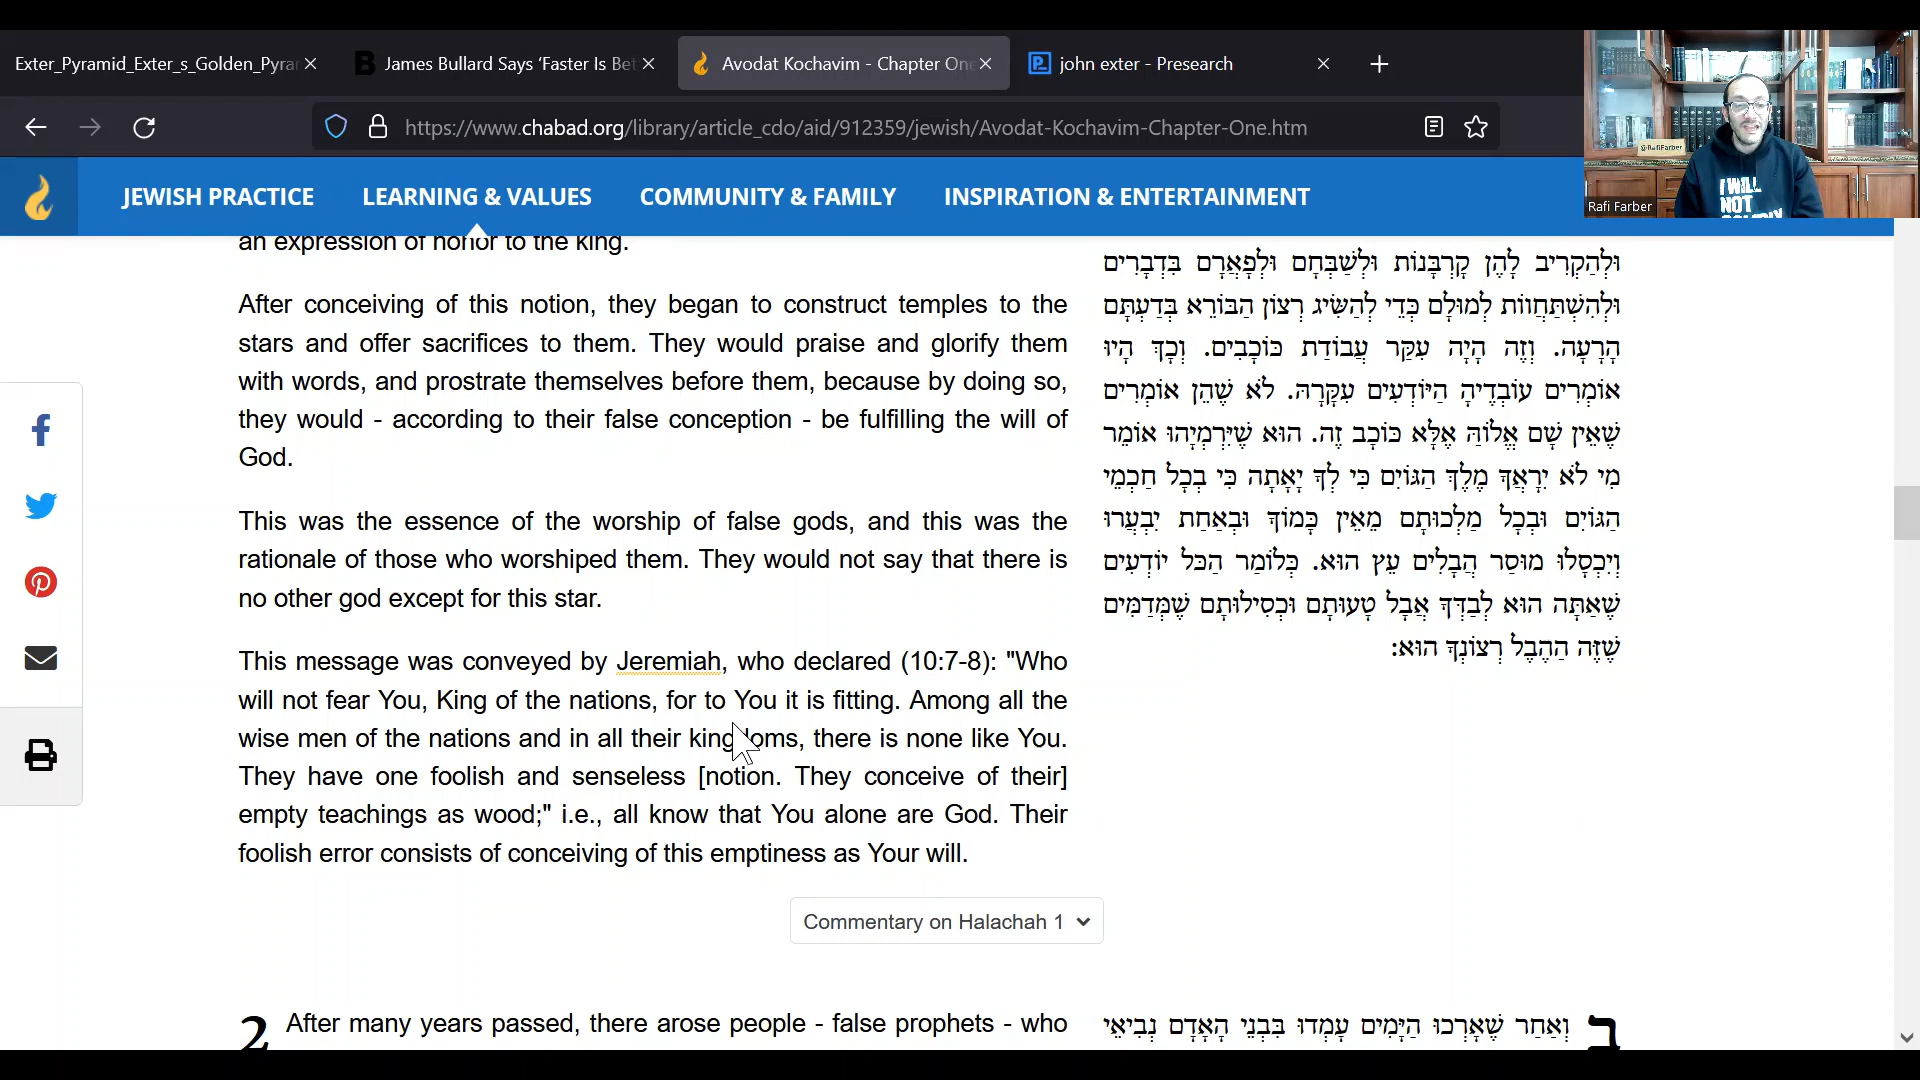 Exter_Pyramid_Exter_s_Golden_Pyra
James Bullard Says ‘Faster Is Bet
Avodat Kochavim - Chapter One
john exter - Presearch
https://www.chabad.org/library/article_cdo/aid/912359/jewish/Avodat-Kochavim-Chapter-One.htm
@RafiFarber
I WILL
NOT
Rafi Farber
JEWISH PRACTICE
LEARNING & VALUES
COMMUNITY & FAMILY
INSPIRATION & ENTERTAINMENT
an expression of honor to the king.
After conceiving of this notion, they began to construct temples to the
stars and offer sacrifices to them. They would praise and glorify them
with words, and prostrate themselves before them, because by doing so,
they would - according to their false conception - be fulfilling the will of
God.
This was the essence of the worship of false gods, and this was the
rationale of those who worshiped them. They would not say that there is
no other god except for this star.
This message was conveyed by Jeremiah, who declared (10:7-8): "Who
will not fear You, King of the nations, for to You it is fitting. Among all the
wise men of the nations and in all their kingdoms, there is none like You.
They have one foolish and senseless [notion. They conceive of their]
empty teachings as wood;" i.e., all know that You alone are God. Their
foolish error consists of conceiving of this emptiness as Your will.
וּלְהַקְרִיב לָהֶן קָרְבָּנוֹת וּלְשַׁבְּחָם וּלְפָאֲרָם בִּדְבָרִים
וּלְהִשְׁתַּחֲווֹת לְמוּלָם כְּדֵי לְהַשִּׂיג רְצוֹן הַבּוֹרֵא בְּדַעְתָּם
הָרָעָה. וְזֶה הָיָה עִקַּר עֲבוֹדַת כּוֹכָבִים. וְכָךְ הָיוּ
אוֹמְרִים עוֹבְדֶיהָ הַיּוֹדְעִים עִקָּרָהּ. לֹא שֶׁהֵן אוֹמְרִים
שֶׁאֵין שָׁם אֱלוֹהַּ אֶלָּא כּוֹכָב זֶה. הוּא שֶׁיִּרְמְיָהוּ אוֹמֵר
מִי לֹא יִרָאֲךָ מֶלֶךְ הַגּוֹיִם כִּי לְךָ יָאָתָה כִּי בְכָל חַכְמֵי
הַגּוֹיִם וּבְכָל מַלְכוּתָם מֵאֵין כָּמוֹךָ וּבְאַחַת יִבְעֲרוּ
וְיִכְסָלוּ מוּסַר הֲבָלִים עֵץ הוּא. כְּלוֹמַר הַכּל יוֹדְעִים
שֶׁאַתָּה הוּא לְבַדְּךָ אֲבָל טָעוּתָם וּכְסִילוּתָם שֶׁמְּדַמִּים
שֶׁזֶּה הַהֶבֶל רְצוֹנְךָ הוּא:
Commentary on Halachah 1
2 After many years passed, there arose people - false prophets - who
ב וְאַחַר שֶׁאָרְכוּ הַיָּמִים עָמְדוּ בִּבְנֵי הָאָדָם נְבִיאֵי